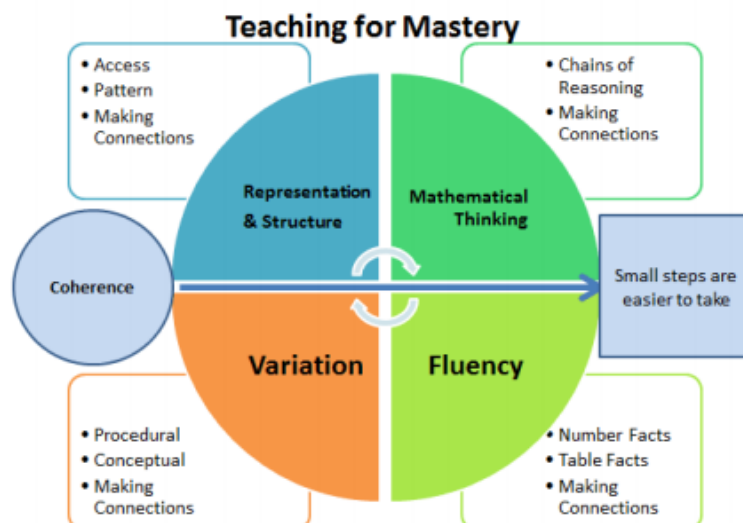 Teaching for Mastery
• Access
• Pattern
• Making
Connections
• Chains of
Reasoning
• Making
Connections
Representation
& Structure
Mathematical
Thinking
Coherence
Small steps are
easier to take
Variation
Fluency
• Procedural
• Conceptual
• Making
Connections
• Number Facts
• Table Facts
• Making
Connections